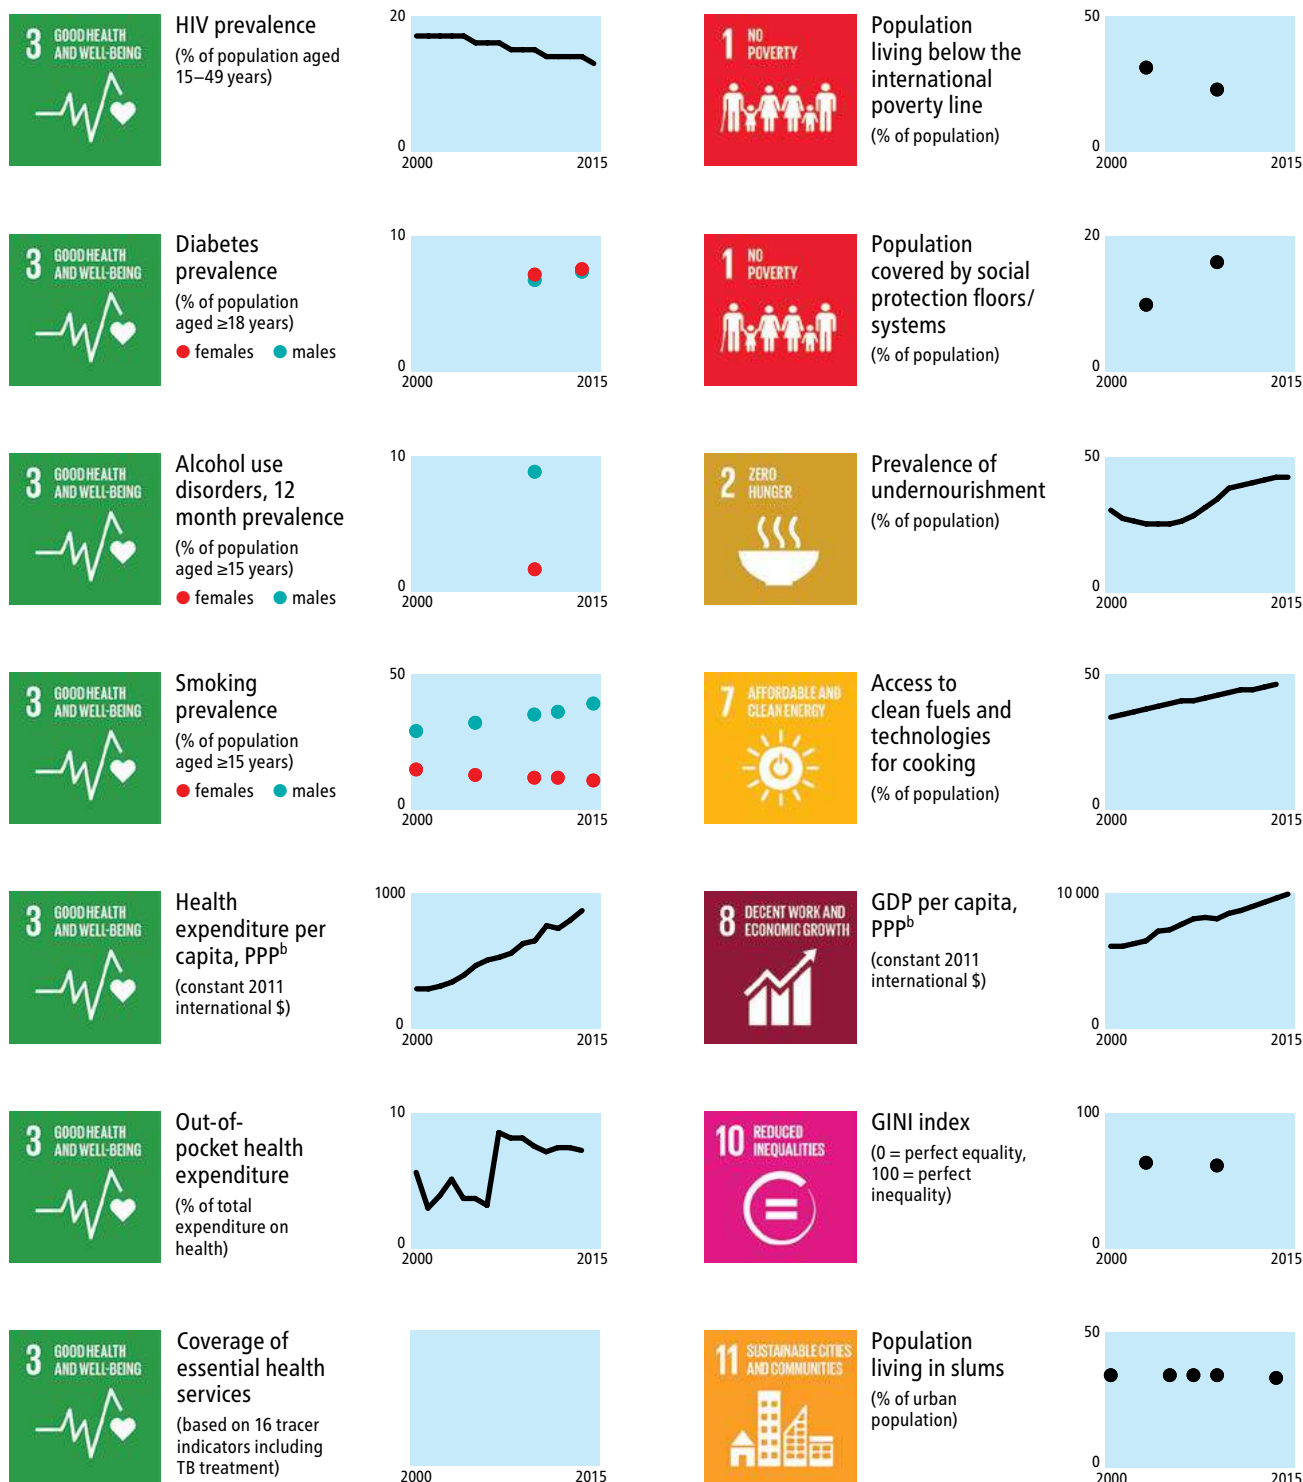 3 GOOD HEALTH
AND WELL-BEING
HIV prevalence
(% of population aged
15–49 years)
20
0
2000 2015
3 GOOD HEALTH
AND WELL-BEING
Diabetes
prevalence
(% of population
aged ≥18 years)
females males
10
0
2000 2015
3 GOOD HEALTH
AND WELL-BEING
Alcohol use
disorders, 12
month prevalence
(% of population
aged ≥15 years)
females males
10
0
2000 2015
3 GOOD HEALTH
AND WELL-BEING
Smoking
prevalence
(% of population
aged ≥15 years)
females males
50
0
2000 2015
3 GOOD HEALTH
AND WELL-BEING
Health
expenditure per
capita, PPPb
(constant 2011
international $)
1000
0
2000 2015
3 GOOD HEALTH
AND WELL-BEING
Out-of-
pocket health
expenditure
(% of total
expenditure on
health)
10
0
2000 2015
3 GOOD HEALTH
AND WELL-BEING
Coverage of
essential health
services
(based on 16 tracer
indicators including
TB treatment)
2000 2015
1 NO
POVERTY
Population
living below the
international
poverty line
(% of population)
50
0
2000 2015
1 NO
POVERTY
Population
covered by social
protection floors/
systems
(% of population)
20
0
2000 2015
2 ZERO
HUNGER
Prevalence of
undernourishment
(% of population)
50
0
2000 2015
7 AFFORDABLE AND
CLEAN ENERGY
Access to
clean fuels and
technologies
for cooking
(% of population)
50
0
2000 2015
8 DECENT WORK AND
ECONOMIC GROWTH
GDP per capita,
PPPb
(constant 2011
international $)
10 000
0
2000 2015
10 REDUCED
INEQUALITIES
GINI index
(0 = perfect equality,
100 = perfect
inequality)
100
0
2000 2015
11 SUSTAINABLE CITIES
AND COMMUNITIES
Population
living in slums
(% of urban
population)
50
0
2000 2015